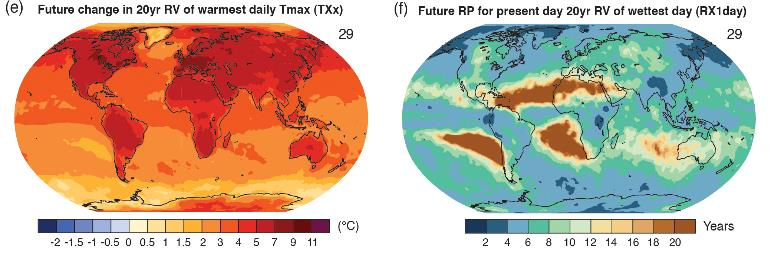 (e) Future change in 20yr RV of warmest daily Tmax (TXx)
29
-2 -1.5 -1 -0.5 0 0.5 1 1.5 2 3 4 5 7 9 11 (°C)
(f) Future RP for present day 20yr RV of wettest day (RX1day)
29
2 4 6 8 10 12 14 16 18 20 Years